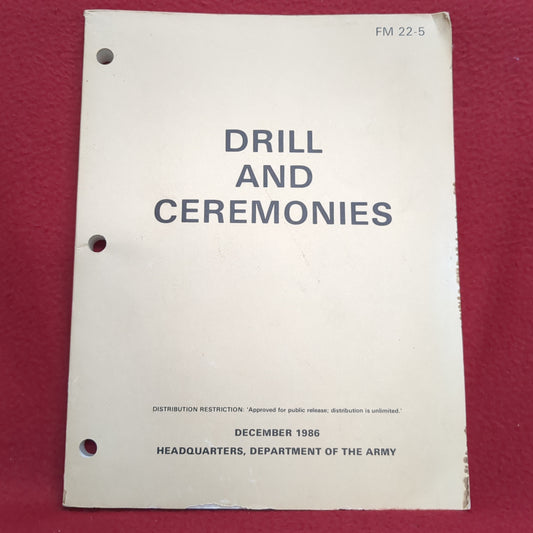 FM 22-5
DRILL
AND
CEREMONIES
DISTRIBUTION RESTRICTION: 'Approved for public release; distribution is unlimited.'
DECEMBER 1986
HEADQUARTERS, DEPARTMENT OF THE ARMY